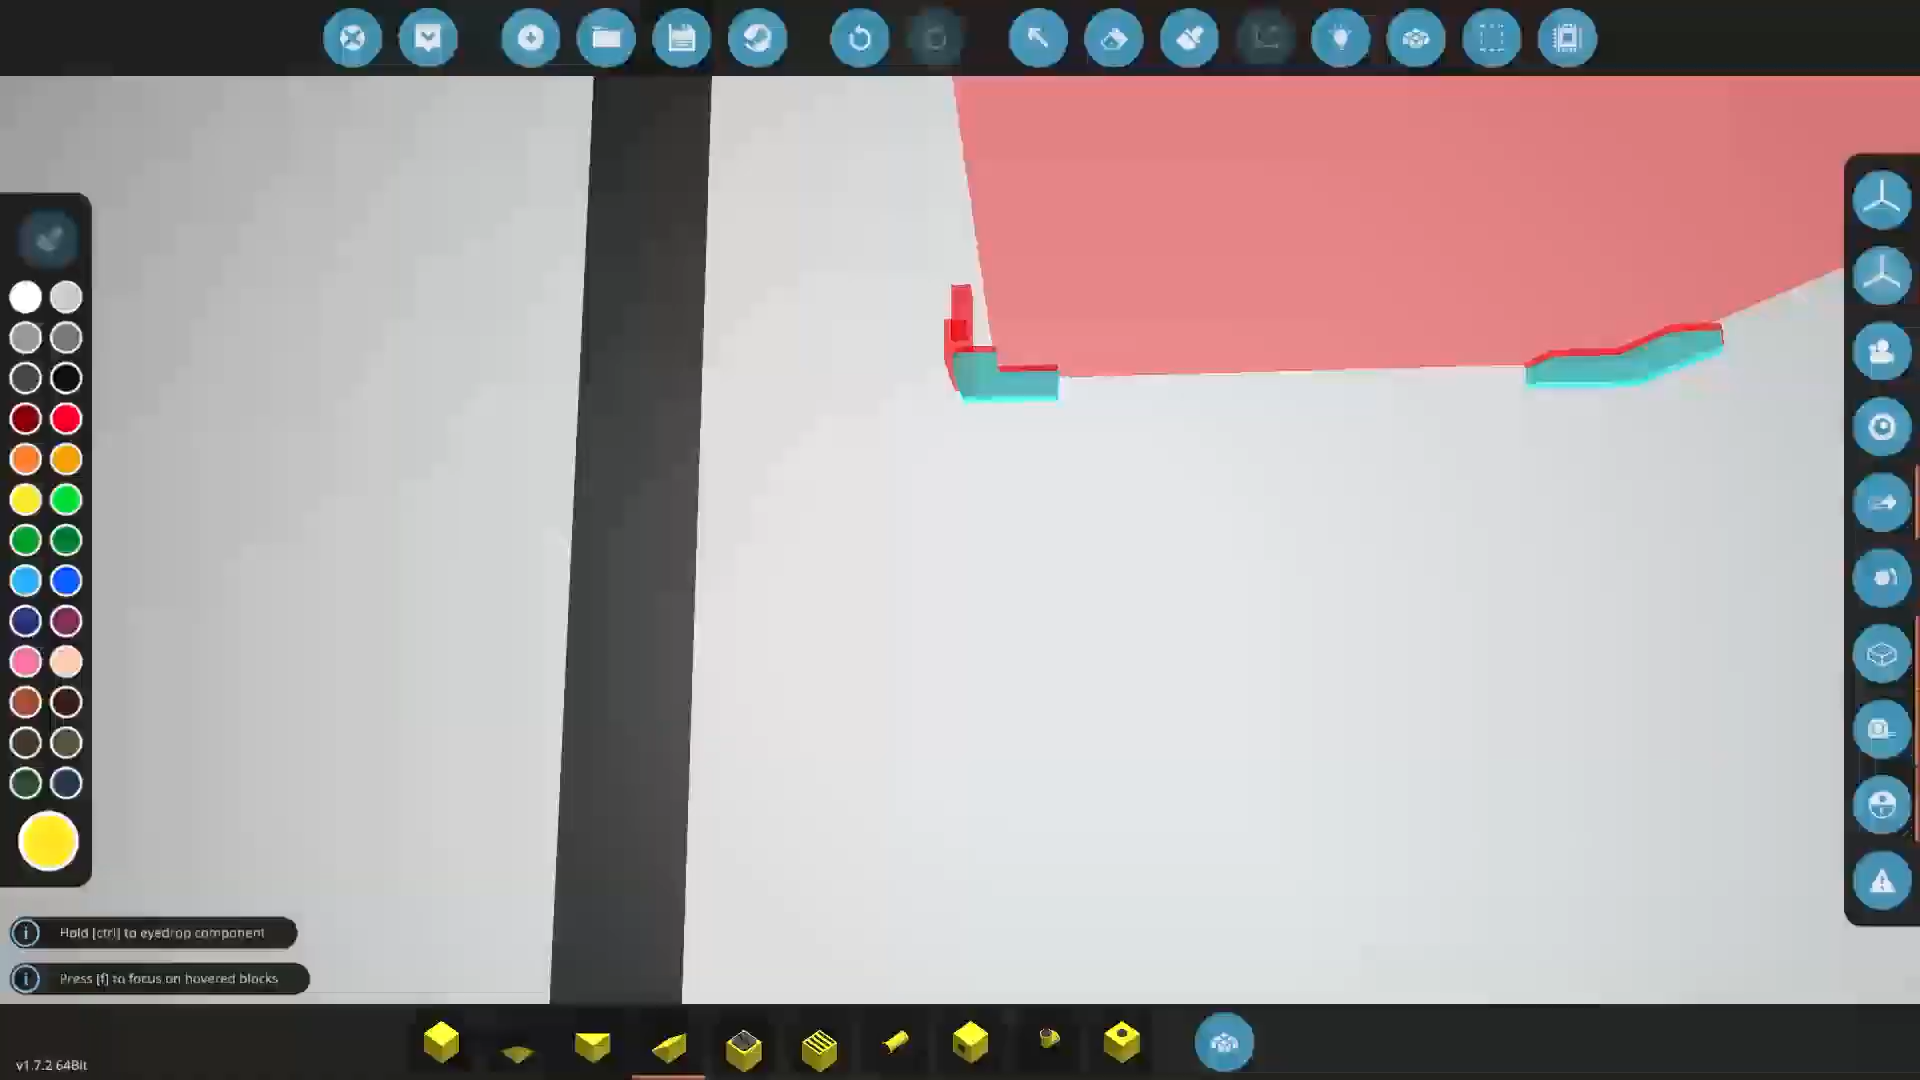 Hold [ctrl] to eyedrop component
Press [f] to focus on hovered blocks
v1.7.2 64Bit